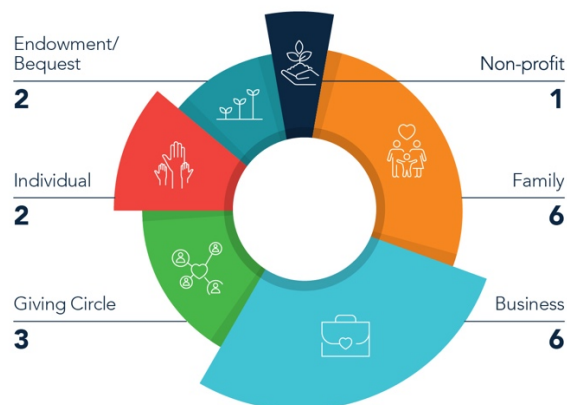 Endowment/
Bequest
2
Individual
2
Giving Circle
3
Non-profit
1
Family
6
Business
6